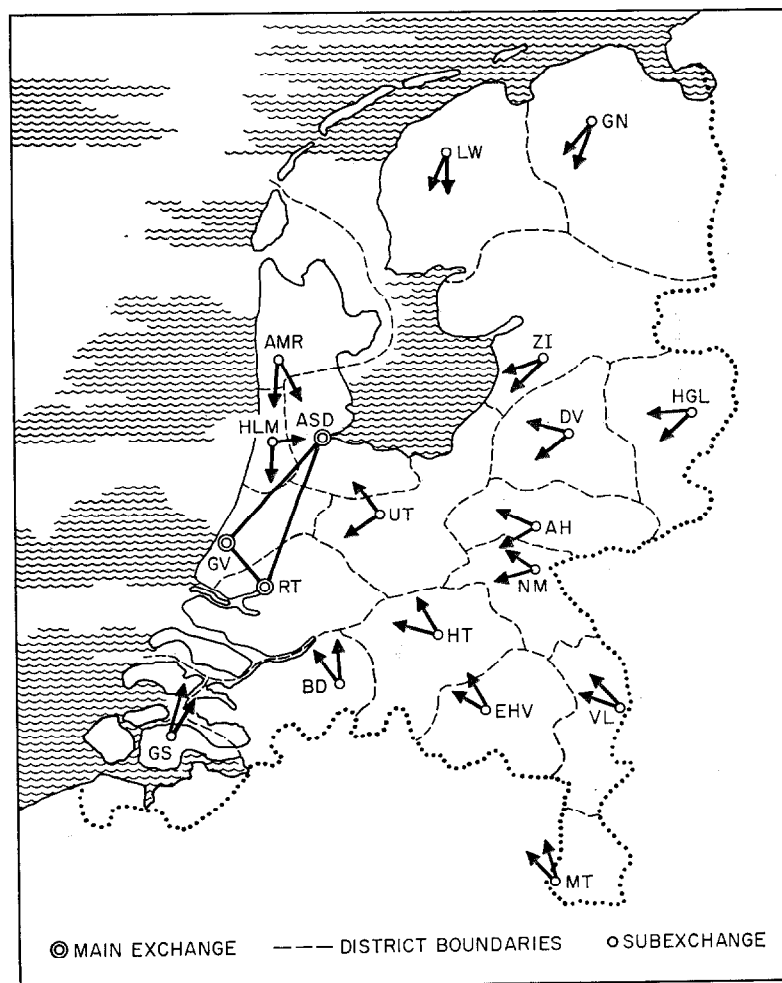 GN
LW
AMR
ZI
HGL
HLM
ASD
DV
UT
AH
GV
RT
NM
HT
BD
EHV
VL
GS
MT
MAIN EXCHANGE
DISTRICT BOUNDARIES
SUBEXCHANGE